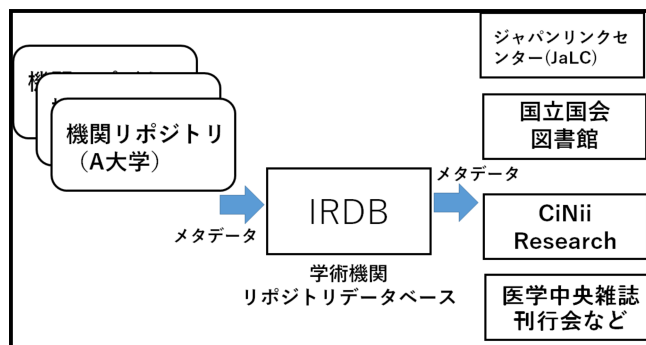 機関リポジトリ
(A大学)
メタデータ
IRDB
学術機関
リポジトリデータベース
メタデータ
ジャパンリンクセ
ンター(JaLC)
国立国会
図書館
CiNii
Research
医学中央雑誌
刊行会など